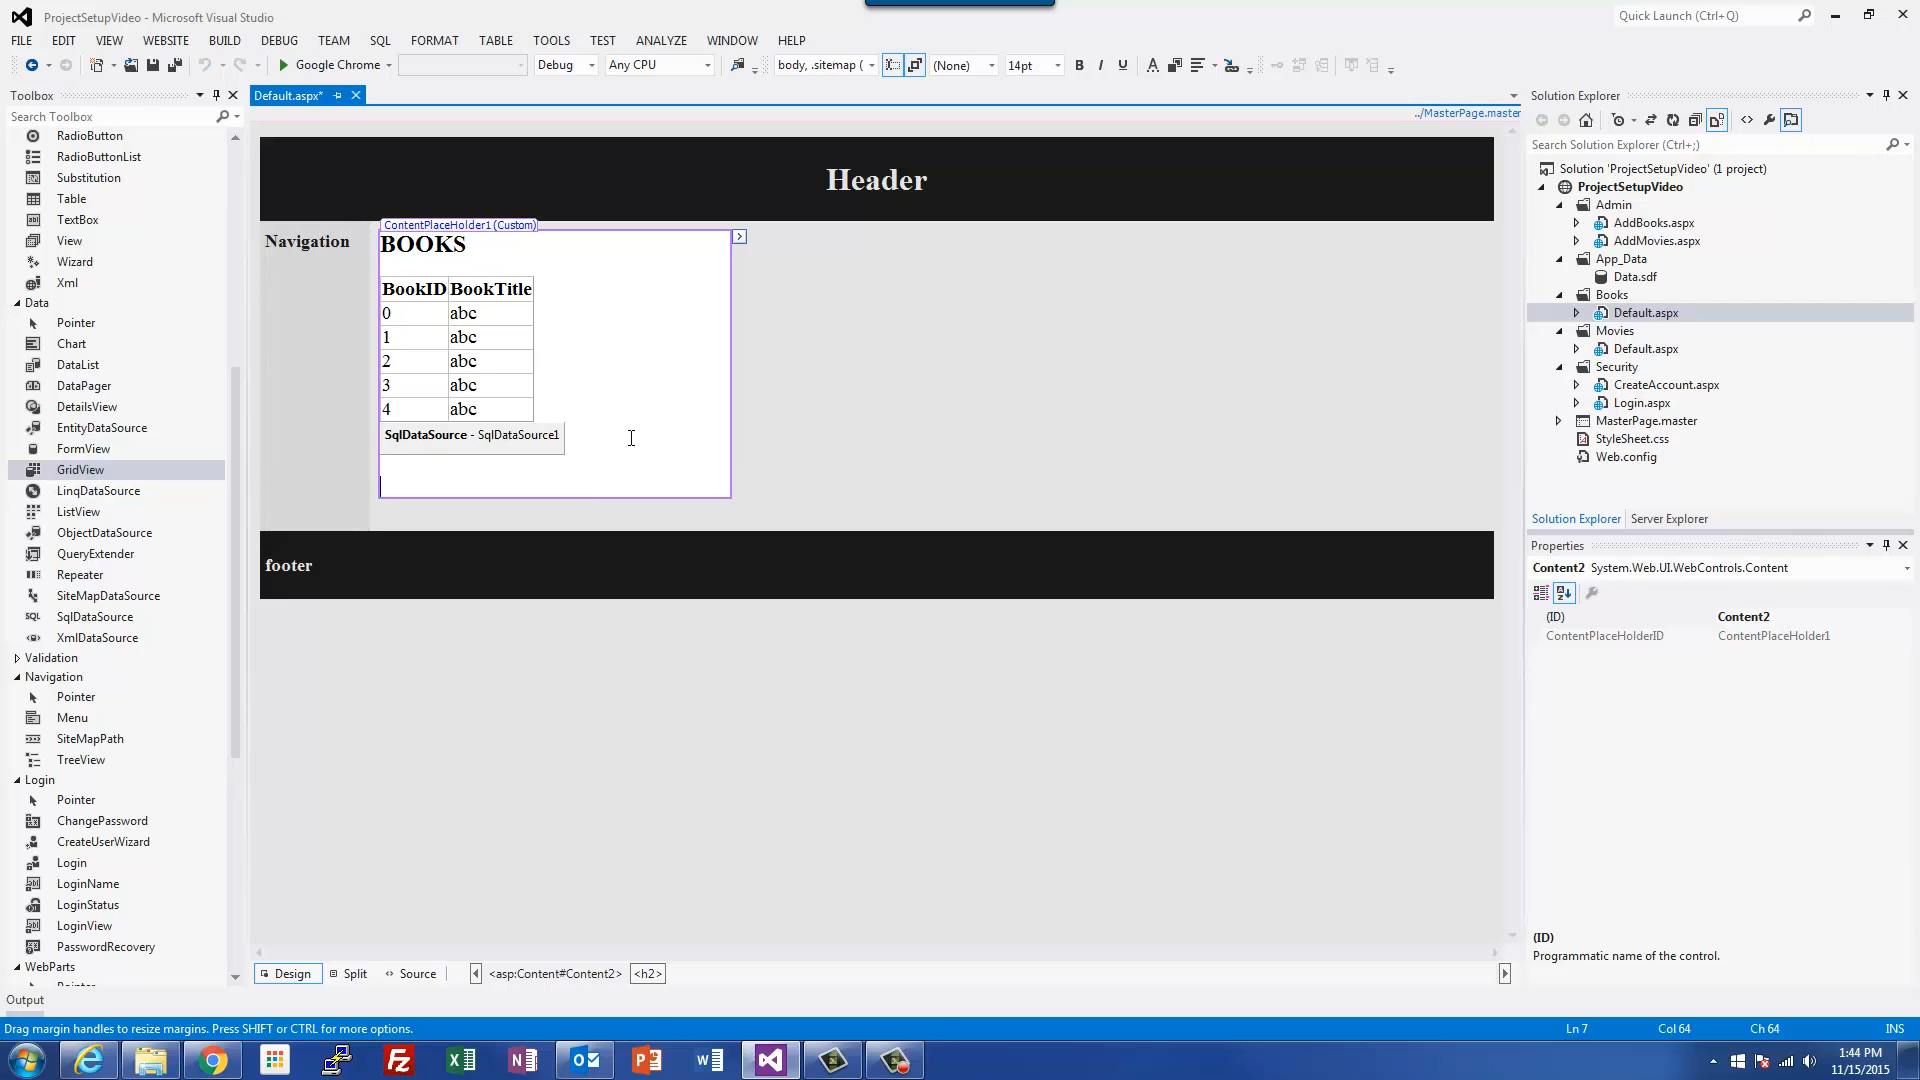 ProjectSetupVideo - Microsoft Visual Studio
Quick Launch (Ctrl+Q)
FILE EDIT VIEW WEBSITE BUILD DEBUG TEAM SQL FORMAT TABLE TOOLS TEST ANALYZE WINDOW HELP
Google Chrome Debug Any CPU body, .sitemap ( (None) 14pt B I U
Toolbox
Search Toolbox
RadioButton
RadioButtonList
Substitution
Table
TextBox
View
Wizard
Xml
Data
Pointer
Chart
DataList
DataPager
DetailsView
EntityDataSource
FormView
GridView
LinqDataSource
ListView
ObjectDataSource
QueryExtender
Repeater
SiteMapDataSource
SqlDataSource
XmlDataSource
Validation
Navigation
Pointer
Menu
SiteMapPath
TreeView
Login
Pointer
ChangePassword
CreateUserWizard
Login
LoginName
LoginStatus
LoginView
PasswordRecovery
WebParts
Output
Default.aspx*
../MasterPage.master
Header
Navigation
ContentPlaceHolder1 (Custom)
BOOKS
BookID BookTitle
0 abc
1 abc
2 abc
3 abc
4 abc
SqlDataSource - SqlDataSource1
footer
Design Split Source <asp:Content#Content2> <h2>
Solution Explorer
Search Solution Explorer (Ctrl+;)
Solution 'ProjectSetupVideo' (1 project)
ProjectSetupVideo
Admin
AddBooks.aspx
AddMovies.aspx
App_Data
Data.sdf
Books
Default.aspx
Movies
Default.aspx
Security
CreateAccount.aspx
Login.aspx
MasterPage.master
StyleSheet.css
Web.config
Solution Explorer Server Explorer
Properties
Content2 System.Web.UI.WebControls.Content
(ID) Content2
ContentPlaceHolderID ContentPlaceHolder1
(ID)
Programmatic name of the control.
Drag margin handles to resize margins. Press SHIFT or CTRL for more options.
Ln 7 Col 64 Ch 64 INS
1:44 PM
11/15/2015